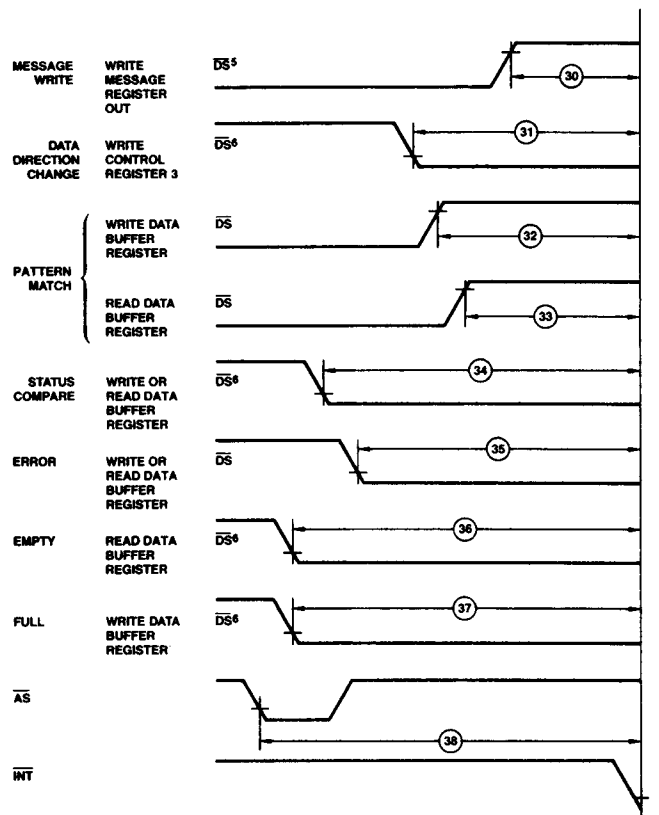 MESSAGE WRITE DS⁵
WRITE MESSAGE
REGISTER
OUT
30
DATA WRITE DS⁶
DIRECTION CONTROL
CHANGE REGISTER 3
31
PATTERN
MATCH
WRITE DATA DS
BUFFER
REGISTER
32
READ DATA DS
BUFFER
REGISTER
33
STATUS WRITE OR DS⁶
COMPARE READ DATA
BUFFER
REGISTER
34
ERROR WRITE OR DS
READ DATA
BUFFER
REGISTER
35
EMPTY READ DATA DS⁶
BUFFER
REGISTER
36
FULL WRITE DATA DS⁶
BUFFER
REGISTER
37
AS
38
INT